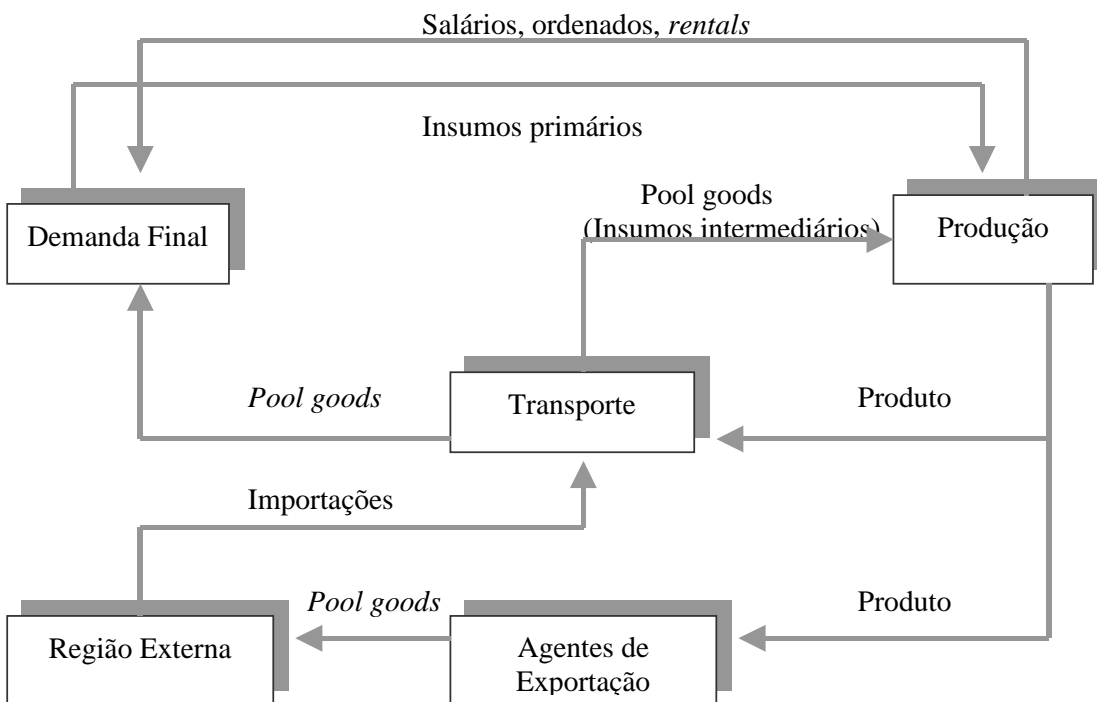 Salários, ordenados, rentals
Insumos primários
Pool goods
(Insumos intermediários)
Demanda Final
Produção
Pool goods
Transporte
Produto
Importações
Pool goods
Produto
Região Externa
Agentes de
Exportação